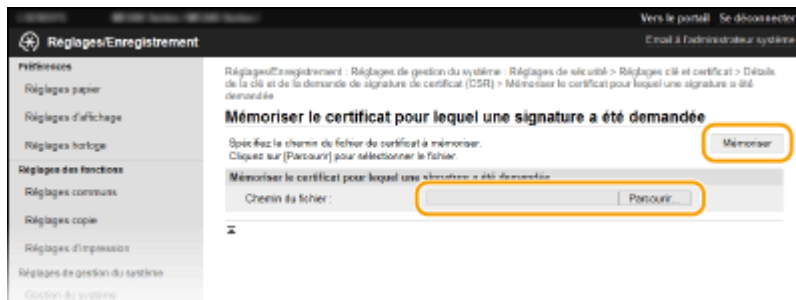 Vers le portail Se déconnecter
Réglages/Enregistrement
Email à l'administrateur système
Préférences
Réglages papier
Réglages d'affichage
Réglages horloge
Réglages des fonctions
Réglages communs
Réglages copie
Réglages d'impression
Réglages de gestion du système
Gestion du système
Réglages/Enregistrement : Réglages de gestion du système : Réglages de sécurité > Réglages clé et certificat > Détails
de la clé et de la demande de signature de certificat (CSR) > Mémoriser le certificat pour lequel une signature a été
demandée
Mémoriser le certificat pour lequel une signature a été demandée
Spécifiez le chemin du fichier de certificat à mémoriser.
Cliquez sur [Parcourir] pour sélectionner le fichier.
Mémoriser
Mémoriser le certificat pour lequel une signature a été demandée
Chemin du fichier :
Parcourir...